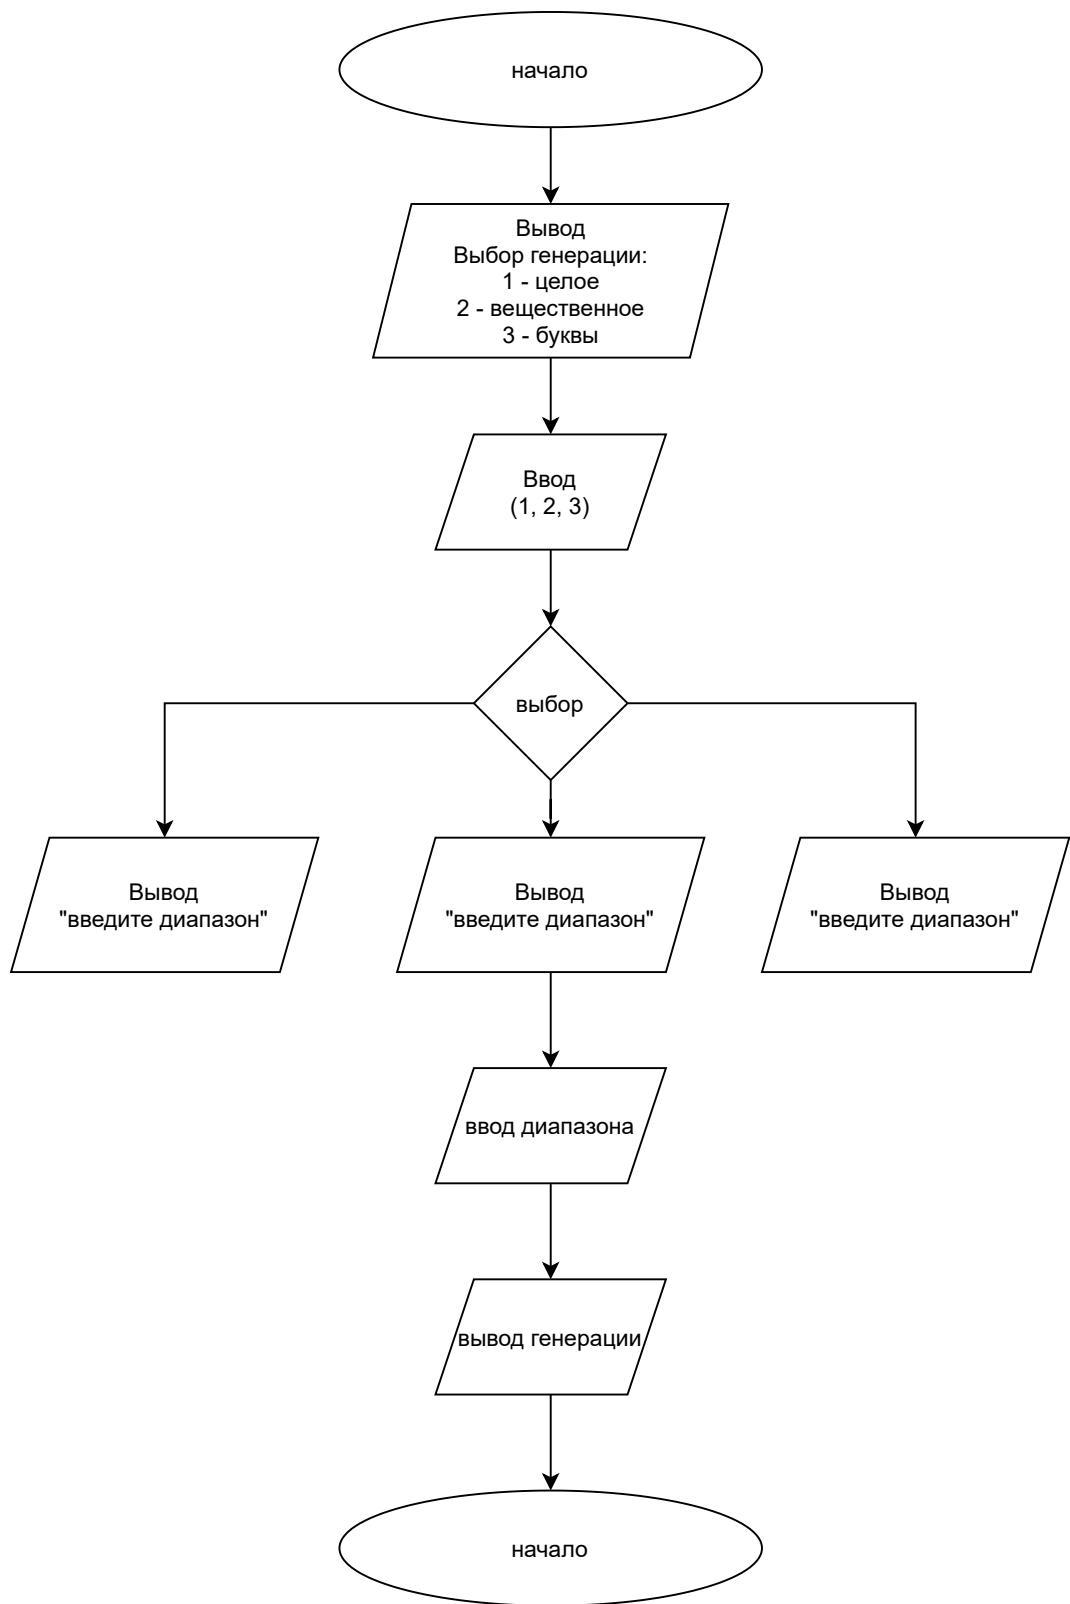 начало
Вывод
Выбор генерации:
1 - целое
2 - вещественное
3 - буквы
Ввод
(1, 2, 3)
выбор
Вывод
"введите диапазон"
Вывод
"введите диапазон"
Вывод
"введите диапазон"
ввод диапазона
вывод генерации
начало